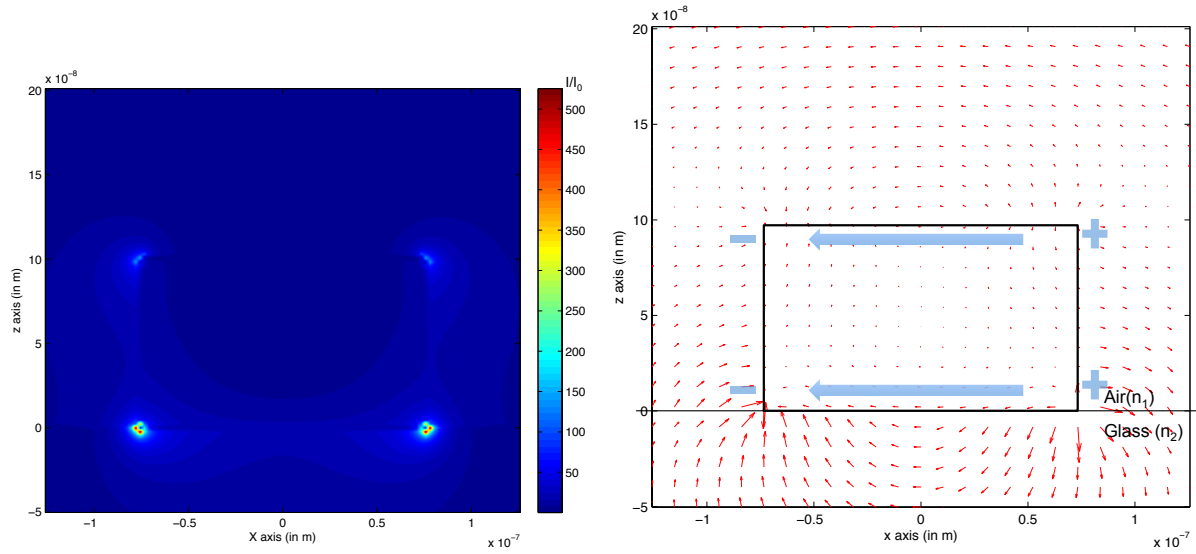 x 10⁻⁸
20
15
10
5
0
-5
-1
-0.5
0
0.5
1
X axis (in m)
x 10⁻⁷
z axis (in m)
I/I₀
500
450
400
350
300
250
200
150
100
50
x 10⁻⁸
20
15
10
5
0
-5
-1
-0.5
0
0.5
1
x axis (in m)
x 10⁻⁷
z axis (in m)
Air(n₁)
Glass (n₂)